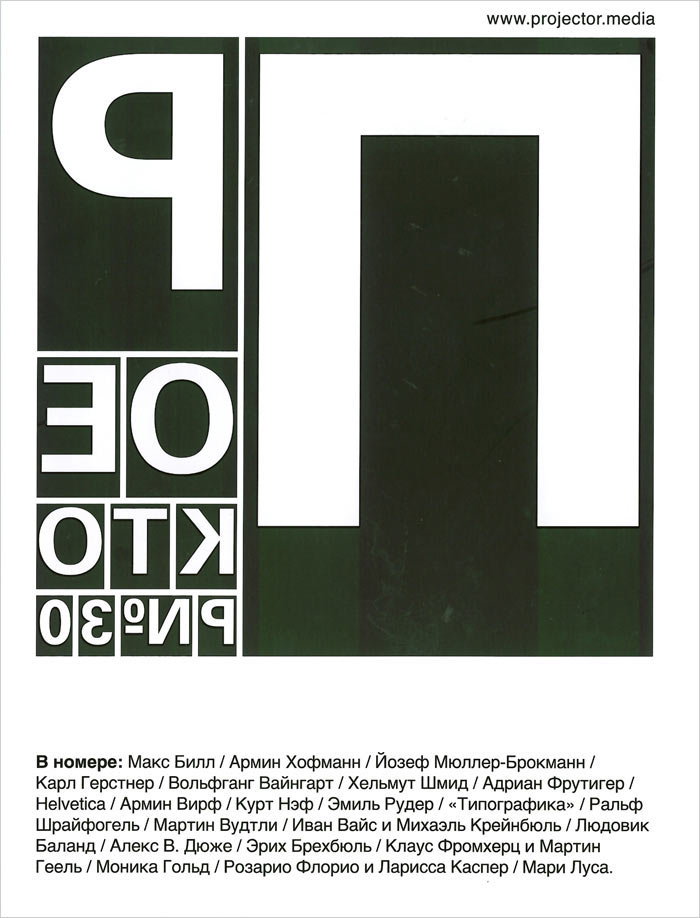 www.projector.media
П
Р
ОЕ
КТО
Р№30
В номере: Макс Билл / Армин Хофманн / Йозеф Мюллер-Брокманн /
Карл Герстнер / Вольфганг Вайнгарт / Хельмут Шмид / Адриан Фрутигер /
Helvetica / Армин Вирф / Курт Нэф / Эмиль Рудер / «Типографика» / Ральф
Шрайфогель / Мартин Вудтли / Иван Вайс и Михаэль Крейнбюль / Людовик
Баланд / Алекс В. Дюже / Эрих Брехбюль / Клаус Фромхерц и Мартин
Геель / Моника Гольд / Розарио Флорио и Ларисса Каспер / Мари Луса.